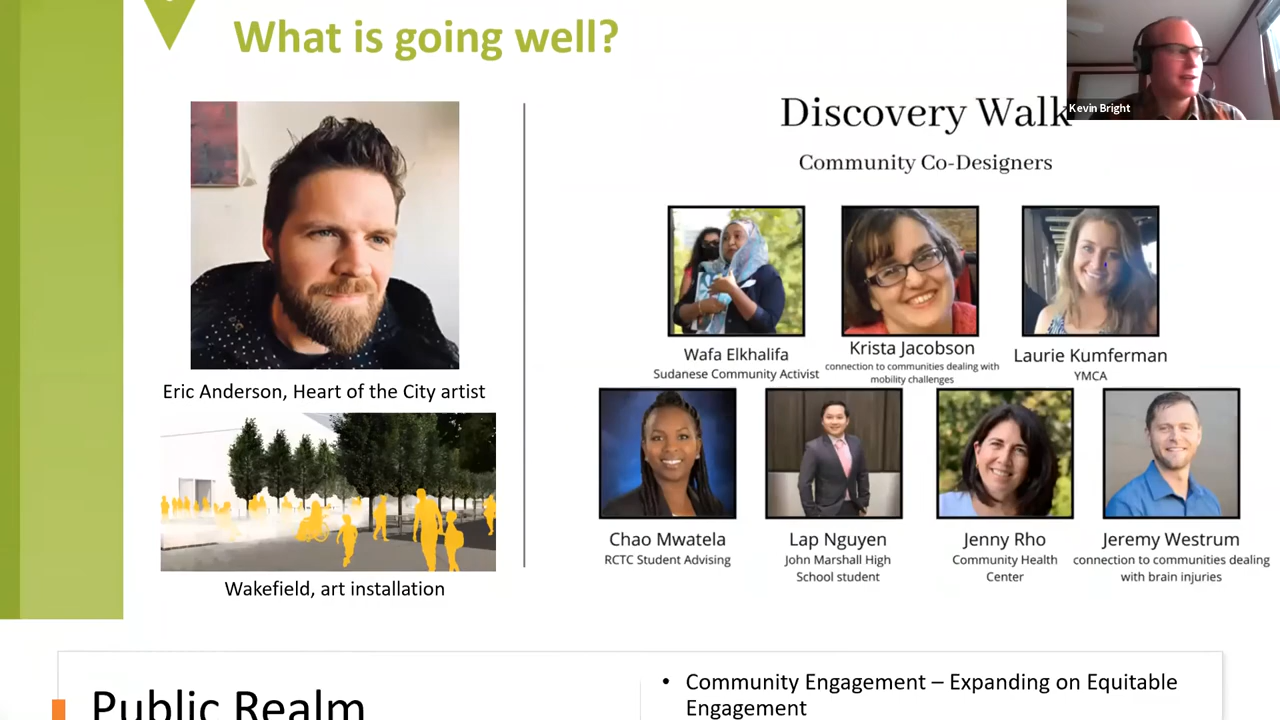 What is going well?
Kevin Bright
Discovery Walk
Community Co-Designers
Eric Anderson, Heart of the City artist
Wakefield, art installation
Wafa Elkhalifa
Sudanese Community Activist
Krista Jacobson
connection to communities dealing with
mobility challenges
Laurie Kumferman
YMCA
Chao Mwatela
RCTC Student Advising
Lap Nguyen
John Marshall High
School student
Jenny Rho
Community Health
Center
Jeremy Westrum
connection to communities dealing
with brain injuries
Public Realm
• Community Engagement – Expanding on Equitable
Engagement